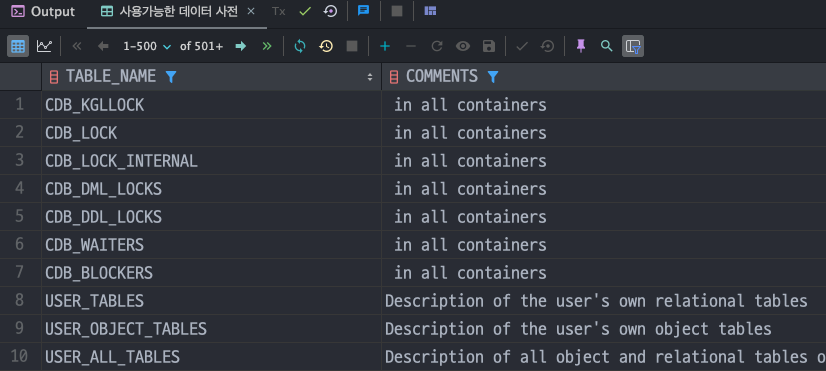 Output 사용가능한 데이터 사전 × Tx
1–500 of 501+
TABLE_NAME COMMENTS
1 CDB_KGLLOCK in all containers
2 CDB_LOCK in all containers
3 CDB_LOCK_INTERNAL in all containers
4 CDB_DML_LOCKS in all containers
5 CDB_DDL_LOCKS in all containers
6 CDB_WAITERS in all containers
7 CDB_BLOCKERS in all containers
8 USER_TABLES Description of the user's own relational tables
9 USER_OBJECT_TABLES Description of the user's own object tables
10 USER_ALL_TABLES Description of all object and relational tables o